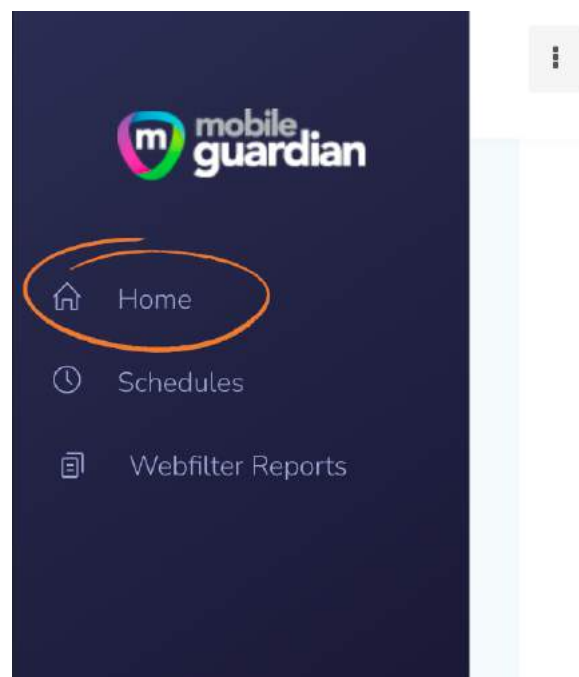 m
mobile
guardian
Home
Schedules
Webfilter Reports